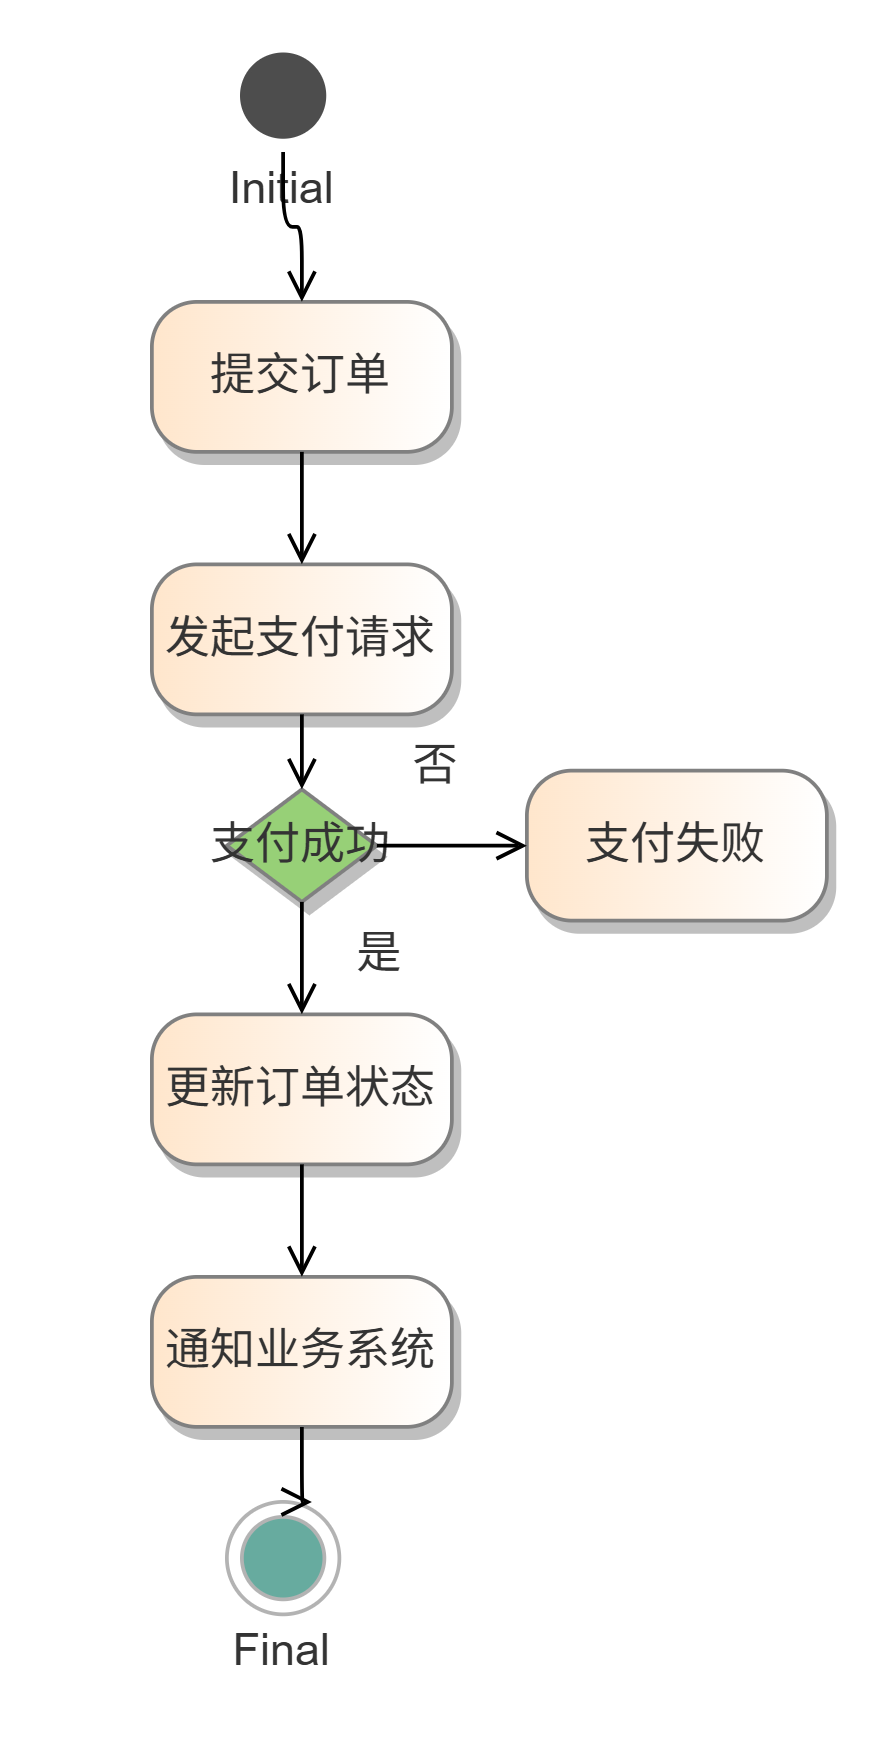 Initial
提交订单
发起支付请求
否
支付成功
支付失败
是
更新订单状态
通知业务系统
Final